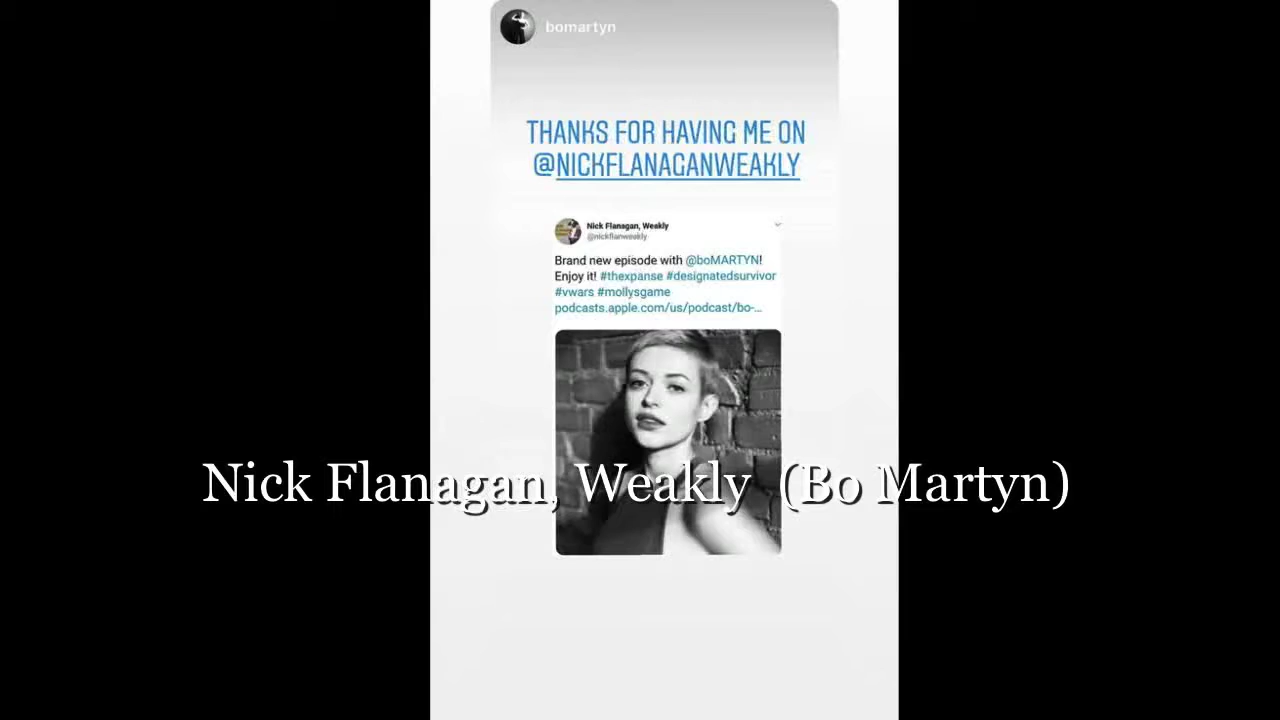 bomartyn
THANKS FOR HAVING ME ON
@NICKFLANAGANWEAKLY
Nick Flanagan, Weakly
@nickflanweakly
Brand new episode with @boMARTYN!
Enjoy it! #thexpanse #designatedsurvivor
#vwars #mollysgame
podcasts.apple.com/us/podcast/bo-...
Nick Flanagan, Weakly (Bo Martyn)